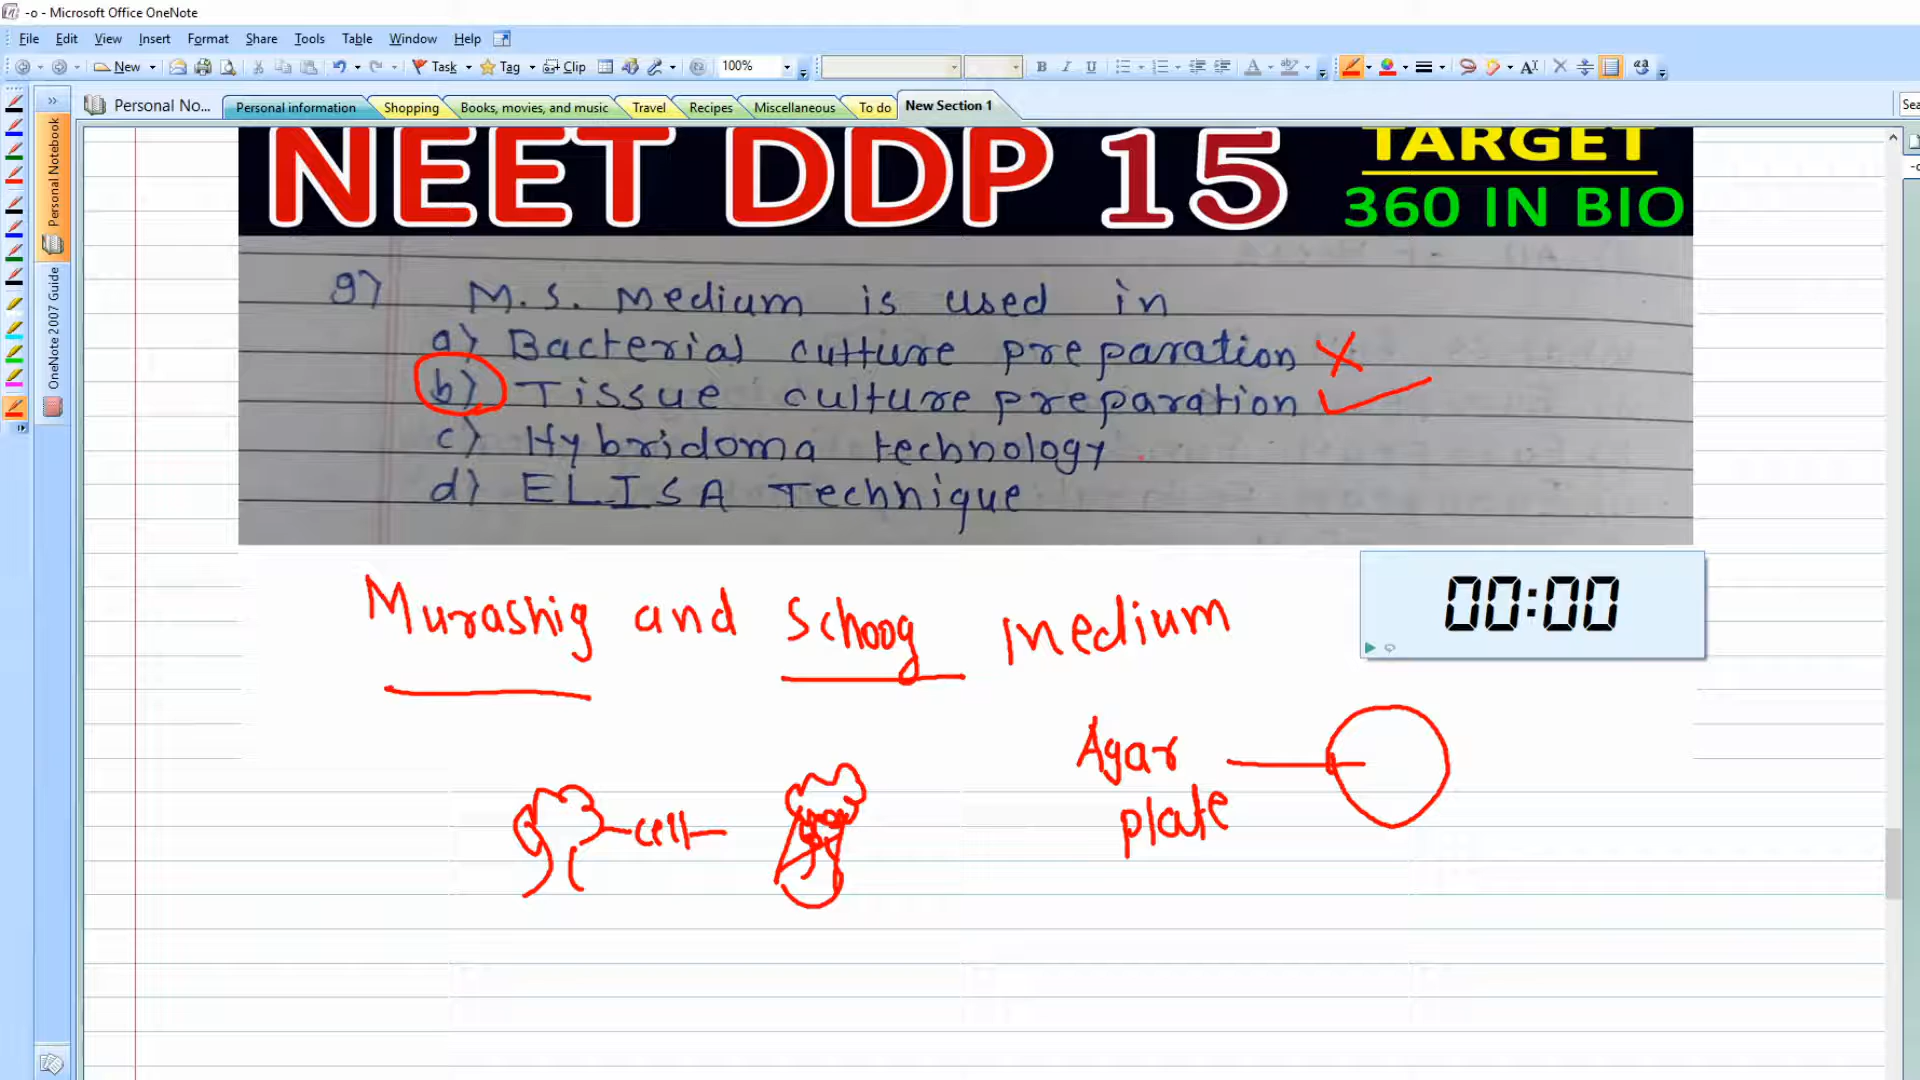 -o - Microsoft Office OneNote
File Edit View Insert Format Share Tools Table Window Help
New Task Tag Clip 100% B I U A
Personal No... Personal information Shopping Books, movies, and music Travel Recipes Miscellaneous To do New Section 1 Sea
Personal Notebook
OneNote 2007 Guide
-o
NEET DDP 15
TARGET
360 IN BIO
9) M.S. Medium is used in
a) Bacterial culture preparation
b) Tissue culture preparation
c) Hybridoma technology
d) ELISA Technique
Murashig and Schoog medium
00:00
Agar
plate
cell